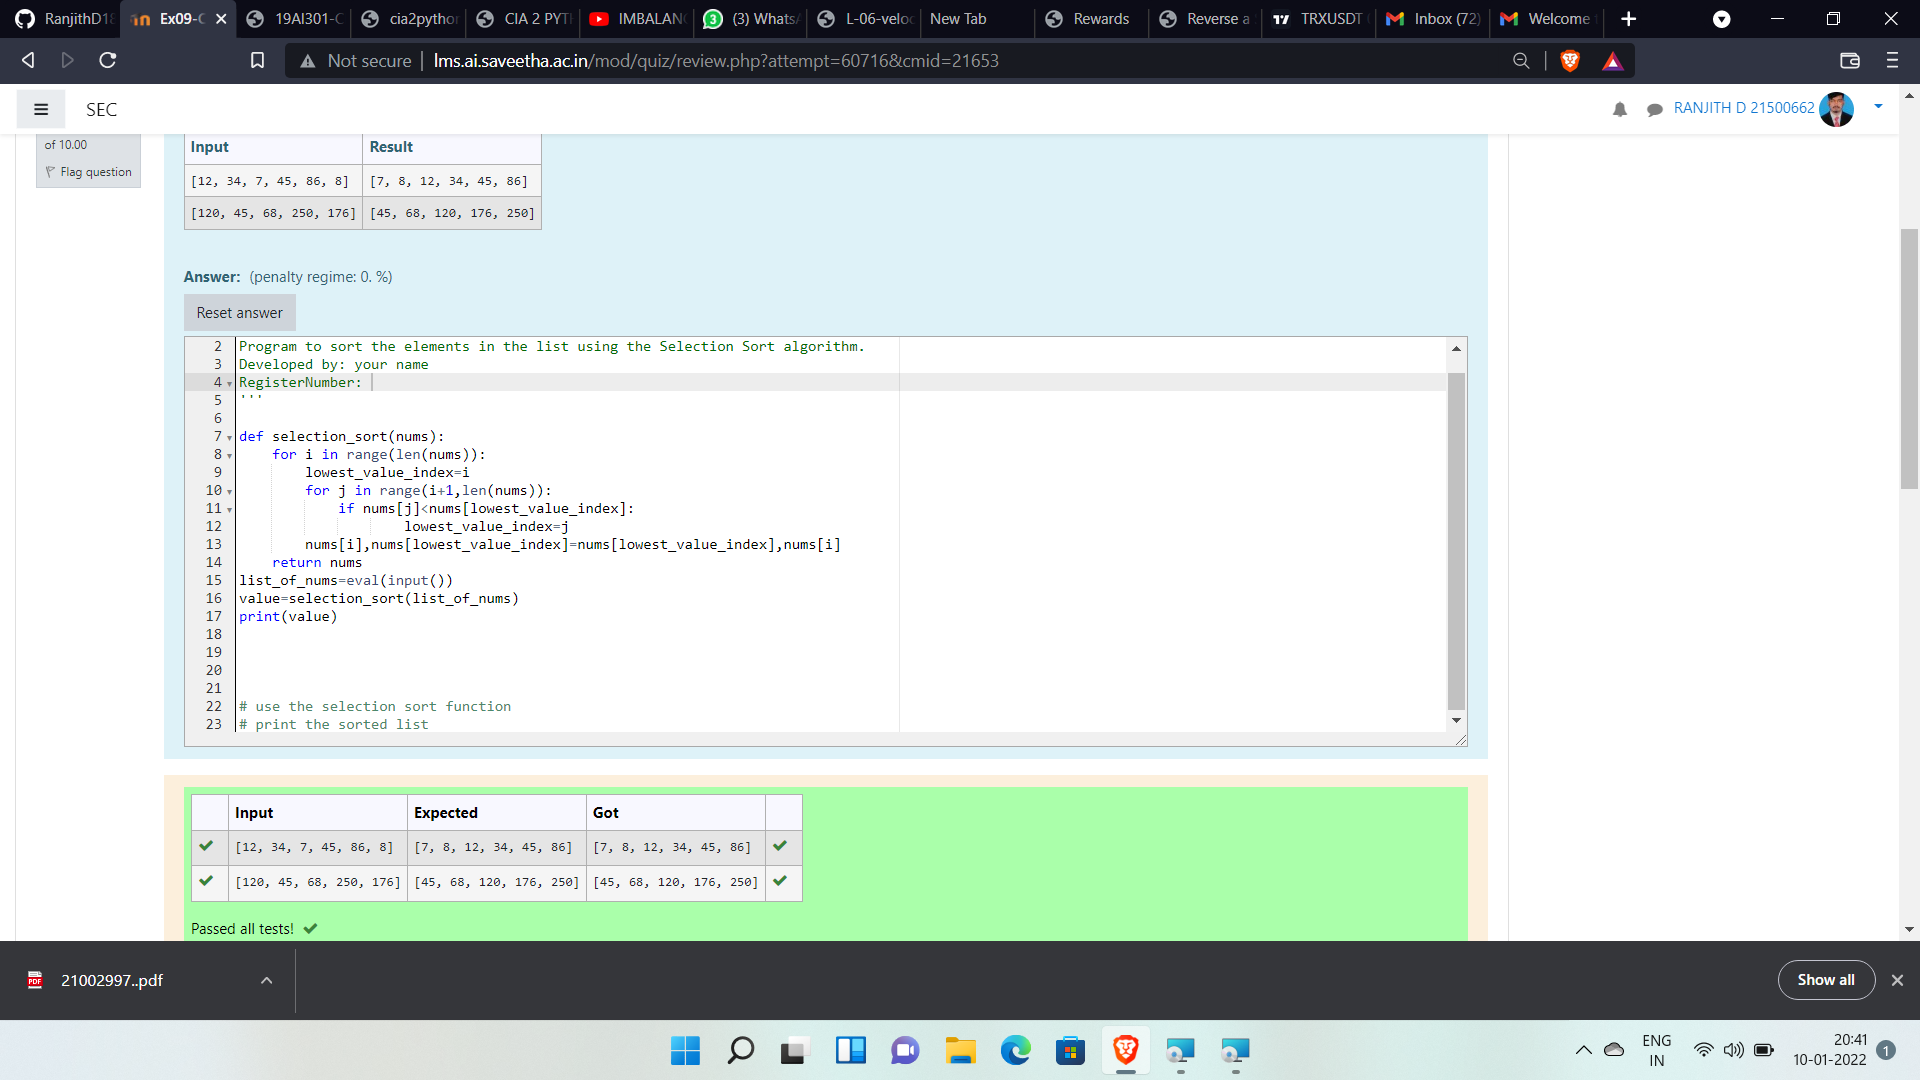 RanjithD18
Ex09-C
19AI301-C
cia2python
CIA 2 PYTH
IMBALANC
3
(3) WhatsA
L-06-veloc
New Tab
Rewards
Reverse a
TRXUSDT
Inbox (72)
Welcome
Not secure
lms.ai.saveetha.ac.in/mod/quiz/review.php?attempt=60716&cmid=21653
SEC
RANJITH D 21500662
of 10.00
Flag question
Input Result
[12, 34, 7, 45, 86, 8] [7, 8, 12, 34, 45, 86]
[120, 45, 68, 250, 176] [45, 68, 120, 176, 250]
Answer: (penalty regime: 0. %)
Reset answer
2 Program to sort the elements in the list using the Selection Sort algorithm.
3 Developed by: your name
4 RegisterNumber:
5 '''
6
7 def selection_sort(nums):
8 for i in range(len(nums)):
9 lowest_value_index=i
10 for j in range(i+1,len(nums)):
11 if nums[j]<nums[lowest_value_index]:
12 lowest_value_index=j
13 nums[i],nums[lowest_value_index]=nums[lowest_value_index],nums[i]
14 return nums
15 list_of_nums=eval(input())
16 value=selection_sort(list_of_nums)
17 print(value)
18
19
20
21
22 # use the selection sort function
23 # print the sorted list
Input Expected Got
[12, 34, 7, 45, 86, 8] [7, 8, 12, 34, 45, 86] [7, 8, 12, 34, 45, 86]
[120, 45, 68, 250, 176] [45, 68, 120, 176, 250] [45, 68, 120, 176, 250]
Passed all tests!
PDF
21002997..pdf
Show all
ENG
IN
20:41
10-01-2022
1